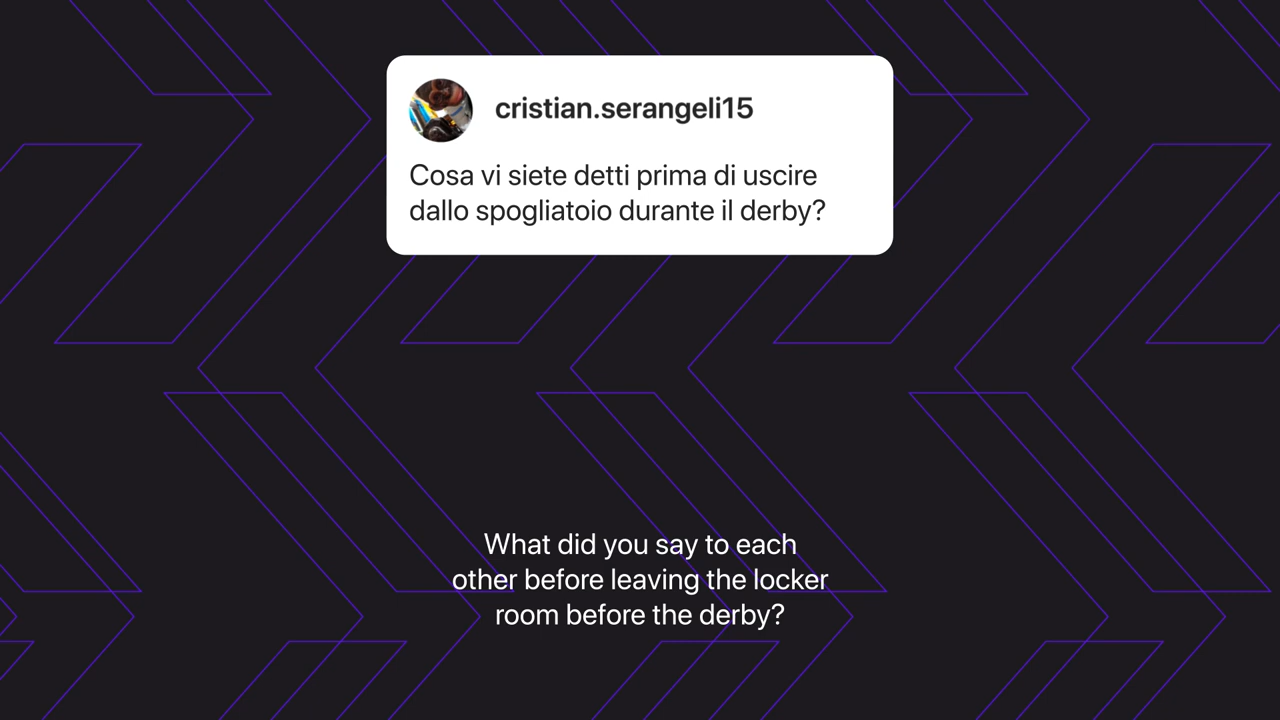 cristian.serangeli15
Cosa vi siete detti prima di uscire
dallo spogliatoio durante il derby?
What did you say to each
other before leaving the locker
room before the derby?